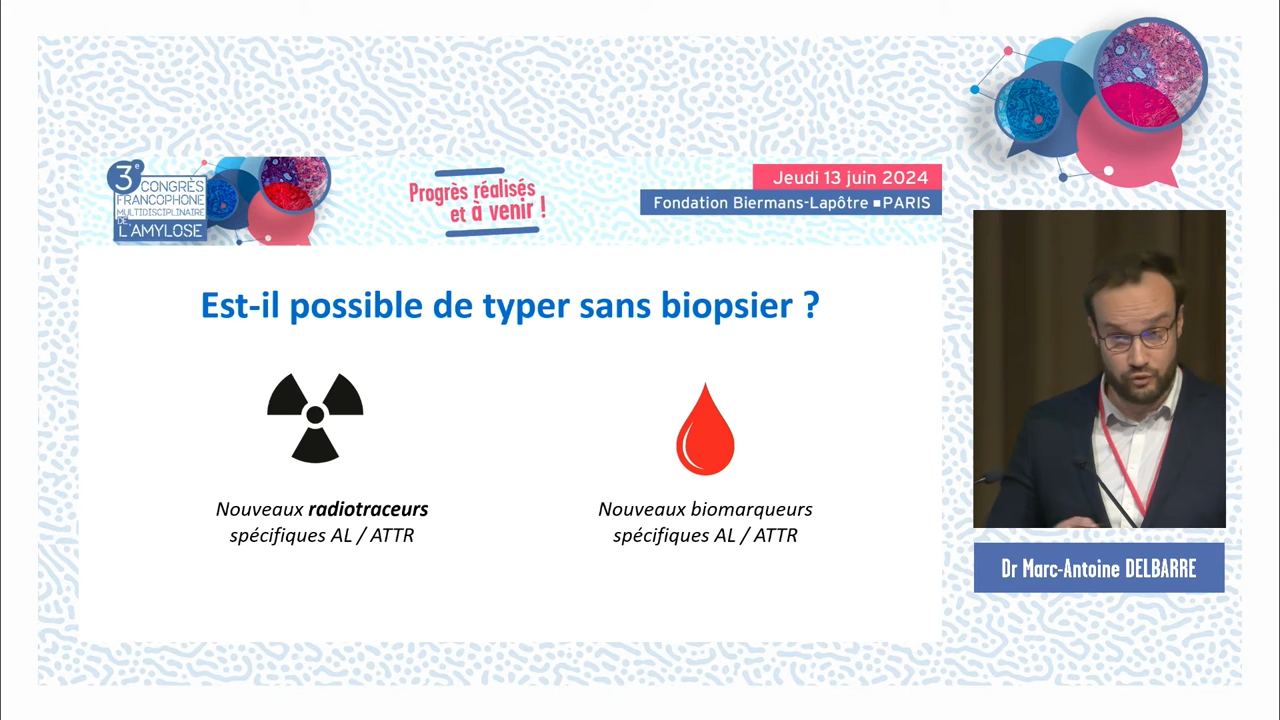 3e
CONGRÈS
FRANCOPHONE
MULTIDISCIPLINAIRE
DE
L'AMYLOSE
Progrès réalisés
et à venir !
Jeudi 13 juin 2024
Fondation Biermans-Lapôtre ■ PARIS
Est-il possible de typer sans biopsier ?
Nouveaux radiotraceurs
spécifiques AL / ATTR
Nouveaux biomarqueurs
spécifiques AL / ATTR
Dr Marc-Antoine DELBARRE